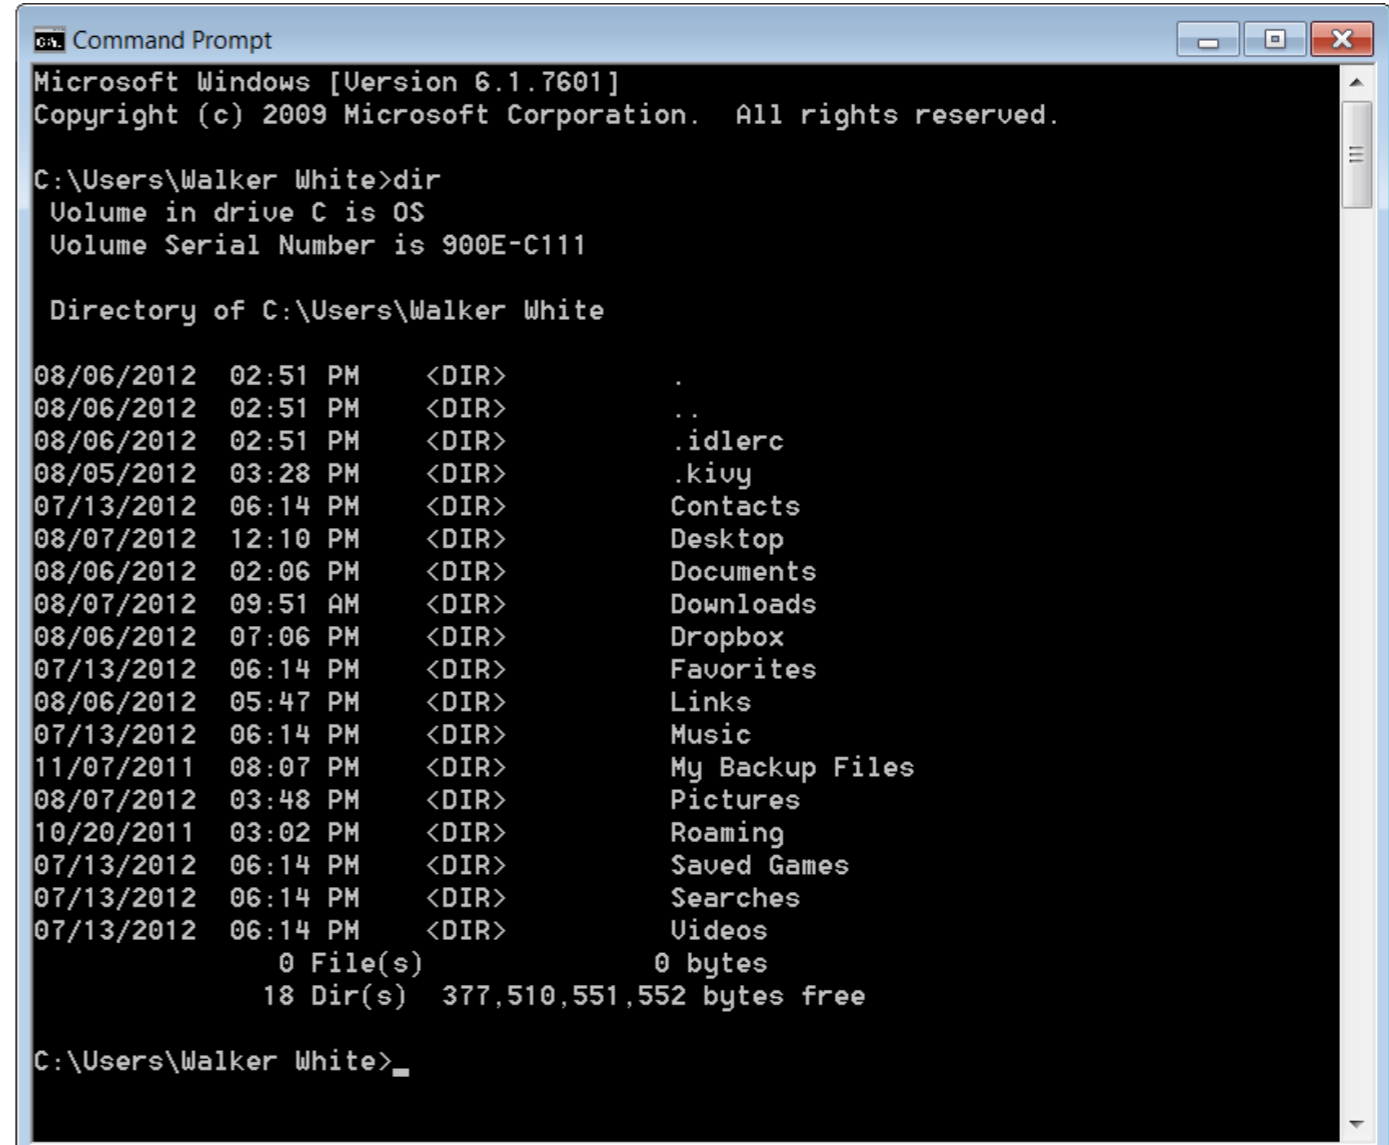 Command Prompt
Microsoft Windows [Version 6.1.7601]
Copyright (c) 2009 Microsoft Corporation.  All rights reserved.
C:\Users\Walker White>dir
 Volume in drive C is OS
 Volume Serial Number is 900E-C111
 Directory of C:\Users\Walker White
08/06/2012  02:51 PM    <DIR>          .
08/06/2012  02:51 PM    <DIR>          ..
08/06/2012  02:51 PM    <DIR>          .idlerc
08/05/2012  03:28 PM    <DIR>          .kivy
07/13/2012  06:14 PM    <DIR>          Contacts
08/07/2012  12:10 PM    <DIR>          Desktop
08/06/2012  02:06 PM    <DIR>          Documents
08/07/2012  09:51 AM    <DIR>          Downloads
08/06/2012  07:06 PM    <DIR>          Dropbox
07/13/2012  06:14 PM    <DIR>          Favorites
08/06/2012  05:47 PM    <DIR>          Links
07/13/2012  06:14 PM    <DIR>          Music
11/07/2011  08:07 PM    <DIR>          My Backup Files
08/07/2012  03:48 PM    <DIR>          Pictures
10/20/2011  03:02 PM    <DIR>          Roaming
07/13/2012  06:14 PM    <DIR>          Saved Games
07/13/2012  06:14 PM    <DIR>          Searches
07/13/2012  06:14 PM    <DIR>          Videos
               0 File(s)              0 bytes
              18 Dir(s)  377,510,551,552 bytes free
C:\Users\Walker White>_